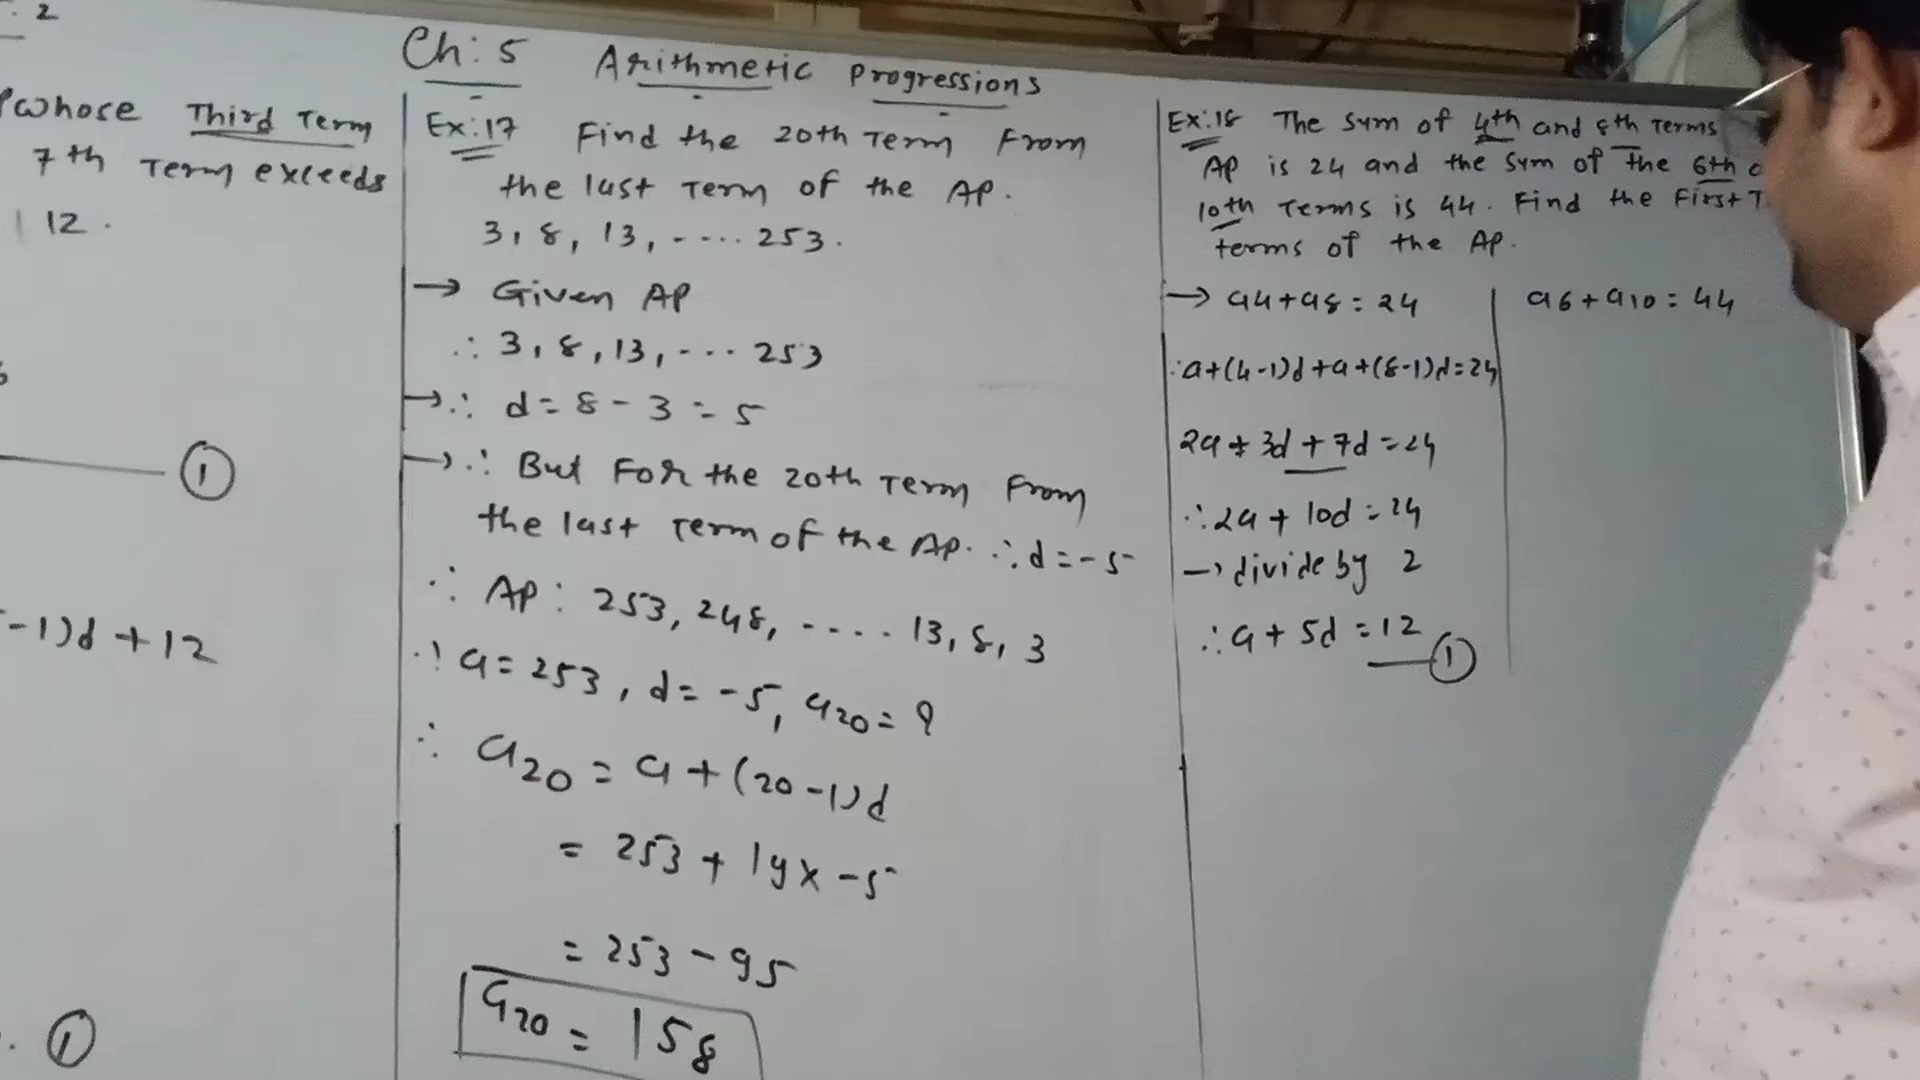 2
Ch: 5 Arithmetic Progressions
whose Third Term
7th Term exceeds
12.
①
-1)d + 12
①
Ex:17 Find the 20th Term From
the last Term of the AP.
3, 8, 13, ---- 253.
→ Given AP
∴ 3, 8, 13, --- 253
→ ∴ d = 8 - 3 = 5
→ ∴ But For the 20th Term From
the last Term of the AP. ∴ d = -5
∴ AP: 253, 248, ---- 13, 8, 3
∴ a = 253, d = -5, a20 = ?
∴ a20 = a + (20-1)d
= 253 + 19 x -5
= 253 - 95
a20 = 158
Ex:18 The sum of 4th and 8th Terms
AP is 24 and the sum of the 6th
10th Terms is 44. Find the First
terms of the AP.
→ a4 + a8 = 24
∴ a+(4-1)d + a+(8-1)d = 24
2a + 3d + 7d = 24
∴ 2a + 10d = 24
→ divide by 2
∴ a + 5d = 12
①
a6 + a10 = 44